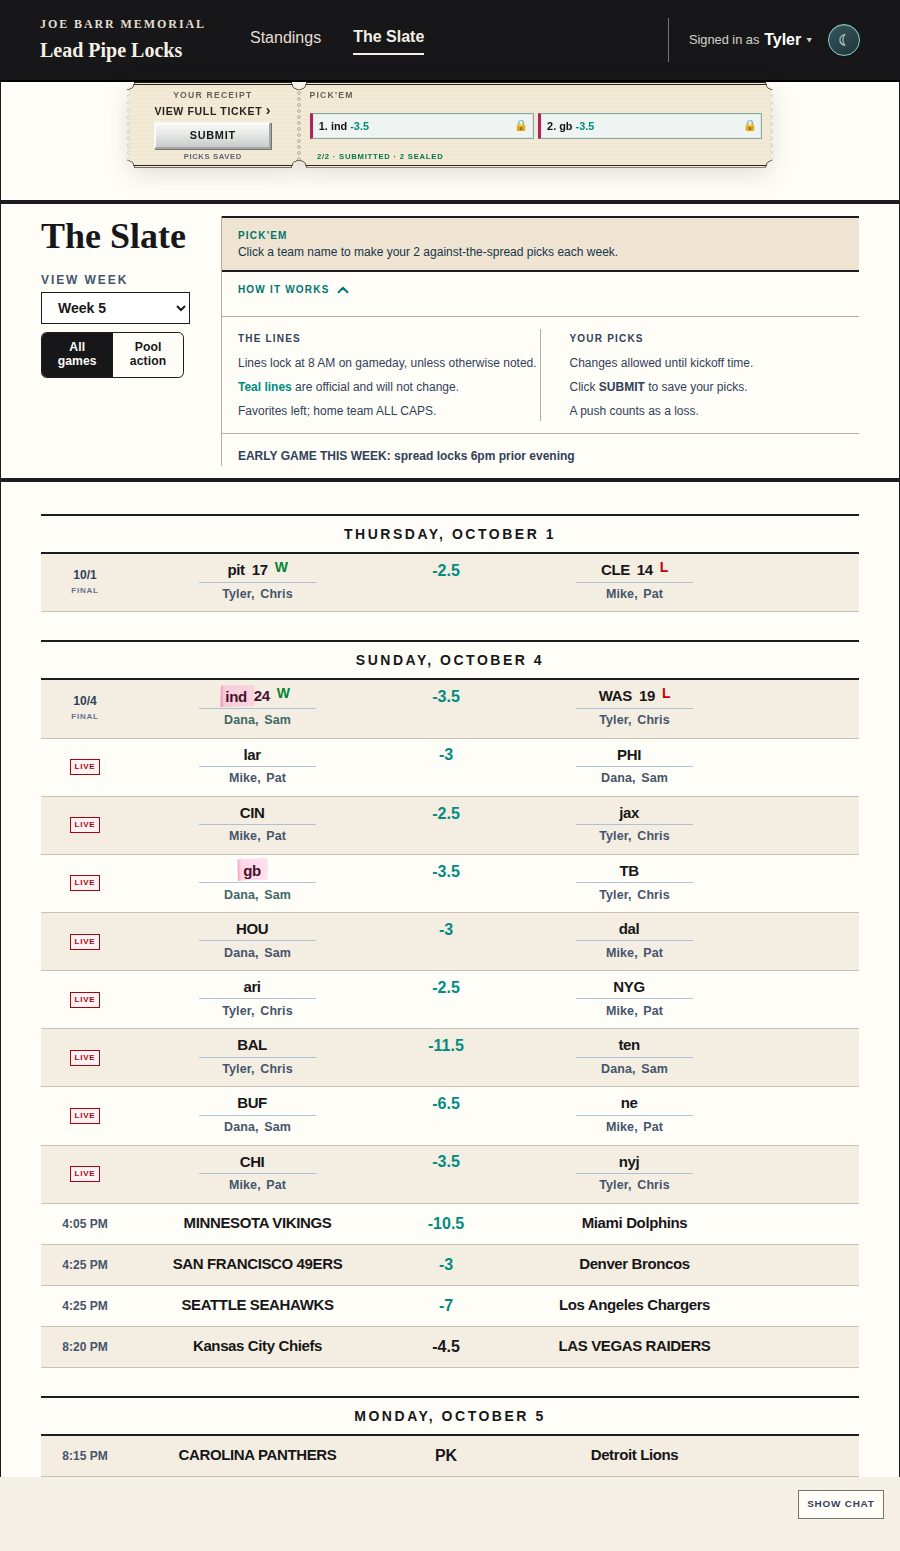 JOE BARR MEMORIAL
Lead Pipe Locks
Standings
The Slate
Signed in as Tyler ▾
YOUR RECEIPT
VIEW FULL TICKET ›
SUBMIT
PICKS SAVED
PICK'EM
1. ind -3.5
2. gb -3.5
2/2 · SUBMITTED · 2 SEALED
The Slate
VIEW WEEK
Week 5
All games
Pool action
PICK'EM
Click a team name to make your 2 against-the-spread picks each week.
HOW IT WORKS
THE LINES
Lines lock at 8 AM on gameday, unless otherwise noted.
Teal lines are official and will not change.
Favorites left; home team ALL CAPS.
YOUR PICKS
Changes allowed until kickoff time.
Click SUBMIT to save your picks.
A push counts as a loss.
EARLY GAME THIS WEEK: spread locks 6pm prior evening
THURSDAY, OCTOBER 1
10/1 pit 17 W -2.5 CLE 14 L
FINAL Tyler, Chris Mike, Pat
SUNDAY, OCTOBER 4
10/4 ind 24 W -3.5 WAS 19 L
FINAL Dana, Sam Tyler, Chris
LIVE lar -3 PHI
Mike, Pat Dana, Sam
LIVE CIN -2.5 jax
Mike, Pat Tyler, Chris
LIVE gb -3.5 TB
Dana, Sam Tyler, Chris
LIVE HOU -3 dal
Dana, Sam Mike, Pat
LIVE ari -2.5 NYG
Tyler, Chris Mike, Pat
LIVE BAL -11.5 ten
Tyler, Chris Dana, Sam
LIVE BUF -6.5 ne
Dana, Sam Mike, Pat
LIVE CHI -3.5 nyj
Mike, Pat Tyler, Chris
4:05 PM MINNESOTA VIKINGS -10.5 Miami Dolphins
4:25 PM SAN FRANCISCO 49ERS -3 Denver Broncos
4:25 PM SEATTLE SEAHAWKS -7 Los Angeles Chargers
8:20 PM Kansas City Chiefs -4.5 LAS VEGAS RAIDERS
MONDAY, OCTOBER 5
8:15 PM CAROLINA PANTHERS PK Detroit Lions
SHOW CHAT